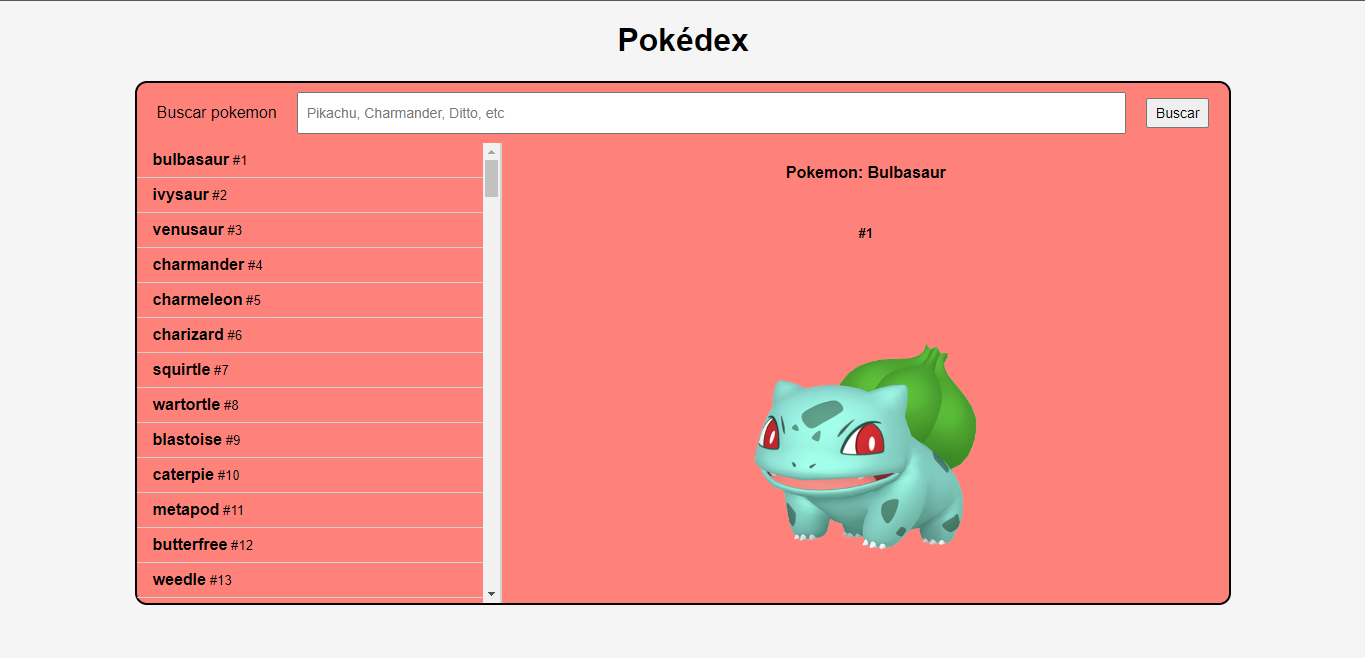 Pokédex
Buscar pokemon
Pikachu, Charmander, Ditto, etc
Buscar
bulbasaur #1
ivysaur #2
venusaur #3
charmander #4
charmeleon #5
charizard #6
squirtle #7
wartortle #8
blastoise #9
caterpie #10
metapod #11
butterfree #12
weedle #13
Pokemon: Bulbasaur
#1